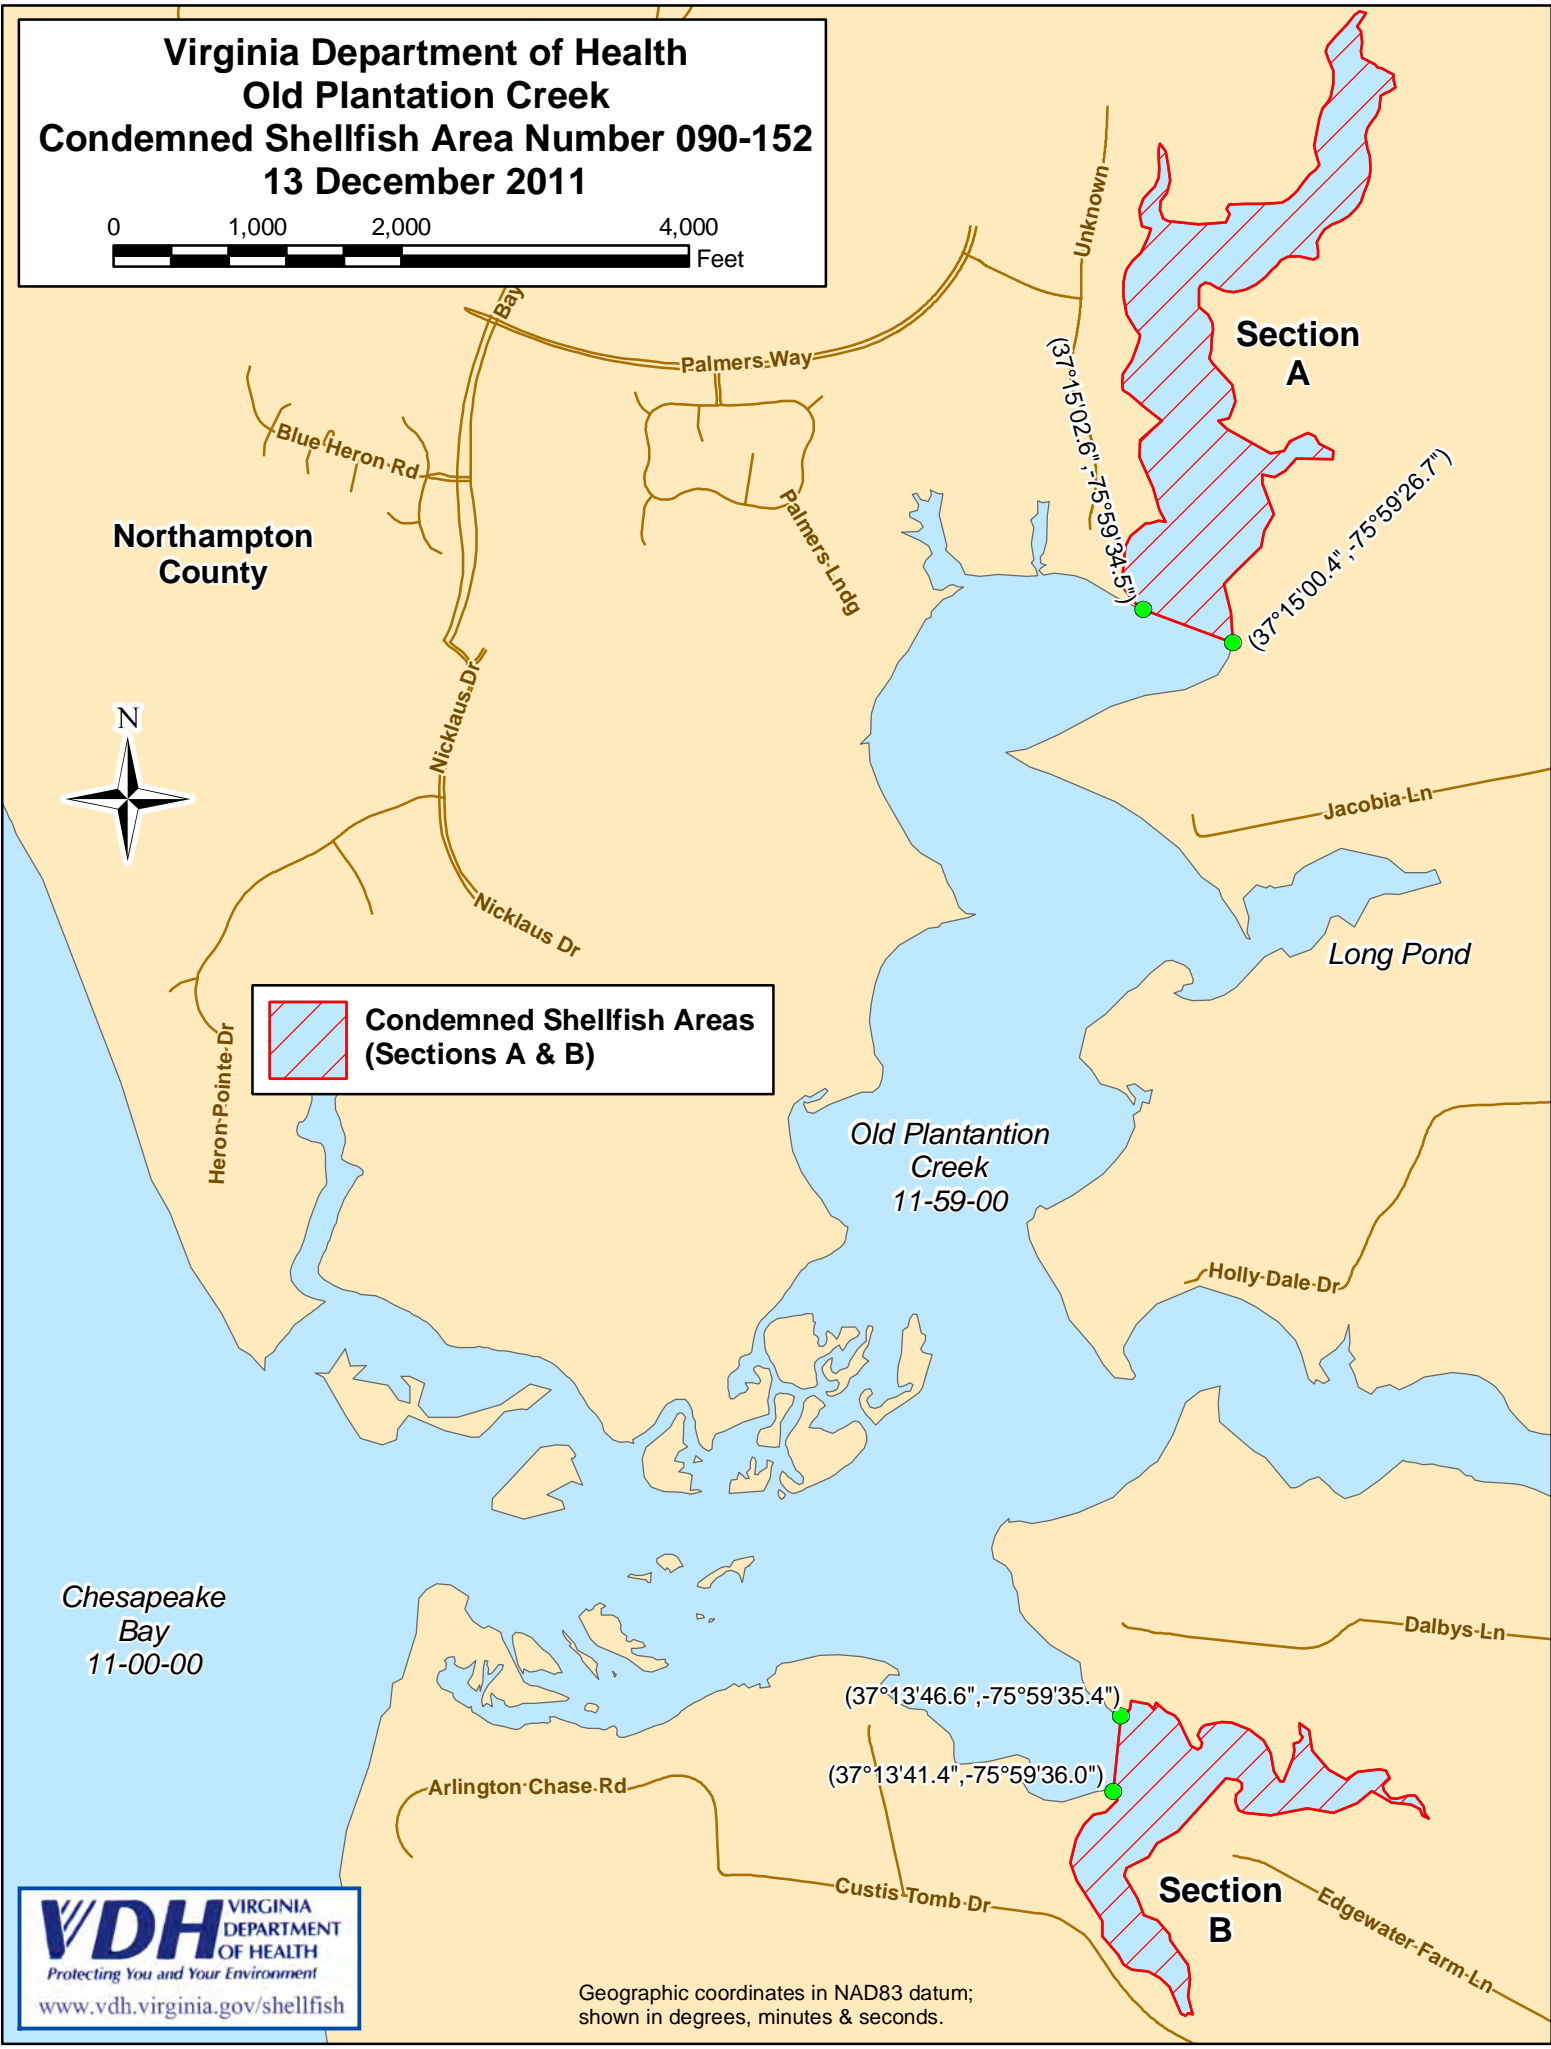 Virginia Department of Health
Old Plantation Creek
Condemned Shellfish Area Number 090-152
13 December 2011
0 1,000 2,000 4,000
Feet
Bay
Unknown
Palmers Way
Section
A
(37°15'02.6",-75°59'34.5")
Blue Heron Rd
(37°15'00.4",-75°59'26.7")
Palmers Lndg
Northampton
County
Nicklaus Dr
N
Jacobia Ln
Nicklaus Dr
Long Pond
Condemned Shellfish Areas
(Sections A & B)
Heron Pointe Dr
Old Plantantion
Creek
11-59-00
Holly Dale Dr
Chesapeake
Bay
11-00-00
Dalbys Ln
(37°13'46.6",-75°59'35.4")
(37°13'41.4",-75°59'36.0")
Arlington Chase Rd
Custis Tomb Dr
Section
B
Edgewater Farm Ln
VDH VIRGINIA
DEPARTMENT
OF HEALTH
Protecting You and Your Environment
www.vdh.virginia.gov/shellfish
Geographic coordinates in NAD83 datum;
shown in degrees, minutes & seconds.